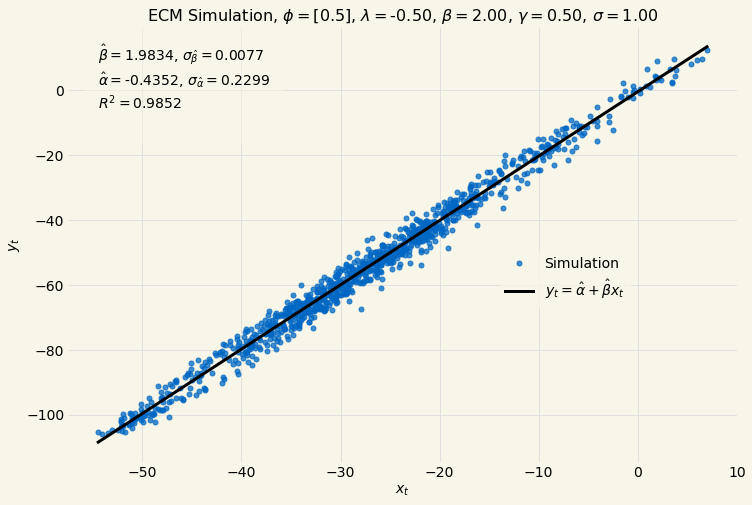 ECM Simulation, ϕ = [0.5], λ = -0.50, β = 2.00, γ = 0.50, σ = 1.00
β̂ = 1.9834, σ_β̂ = 0.0077
α̂ = -0.4352, σ_α̂ = 0.2299
R² = 0.9852
0
−20
−40
−60
−80
−100
y_t
Simulation
y_t = α̂ + β̂x_t
−50
−40
−30
−20
−10
0
10
x_t